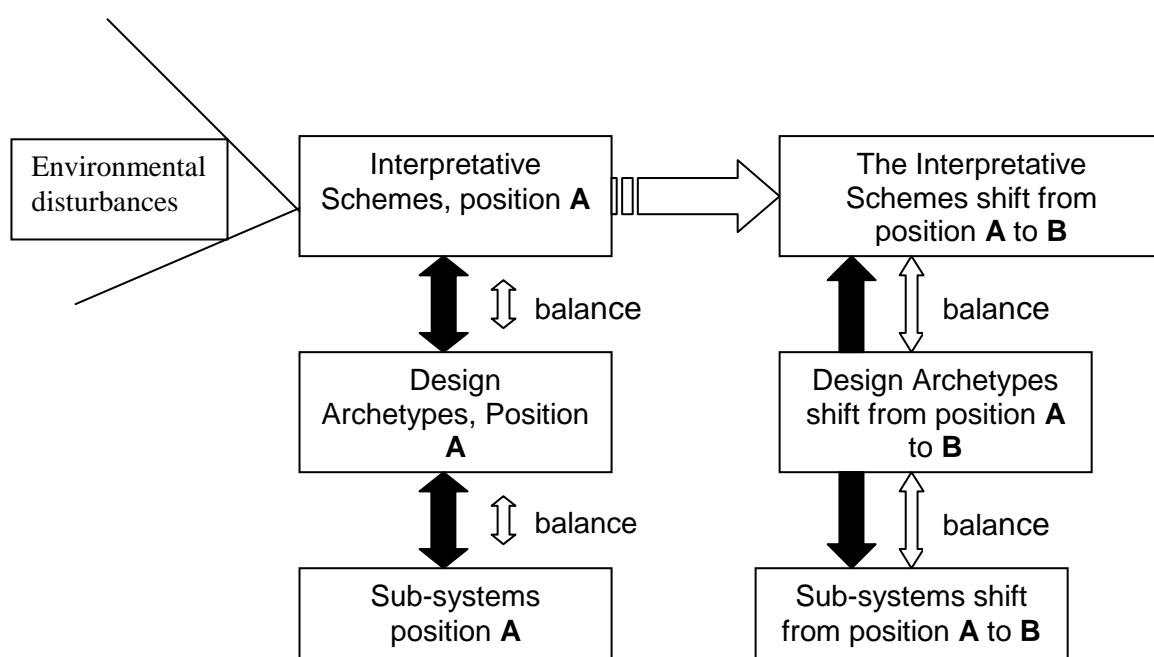 Environmental
disturbances
Interpretative
Schemes, position A
The Interpretative
Schemes shift from
position A to B
balance
balance
Design
Archetypes, Position
A
Design Archetypes
shift from position A
to B
balance
balance
Sub-systems
position A
Sub-systems shift
from position A to B